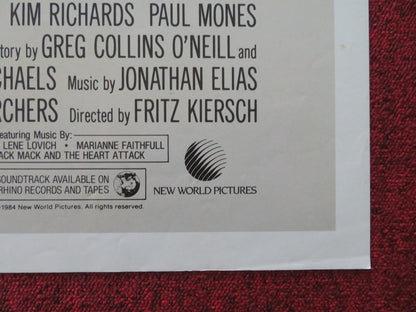 KIM RICHARDS PAUL MONES
tory by GREG COLLINS O'NEILL and
CHAELS Music by JONATHAN ELIAS
RCHERS Directed by FRITZ KIERSCH
eaturing Music By:
LENE LOVICH • MARIANNE FAITHFULL
ACK MACK AND THE HEART ATTACK
SOUNDTRACK AVAILABLE ON
RHINO RECORDS AND TAPES
NEW WORLD PICTURES
1984 New World Pictures. All rights reserved.